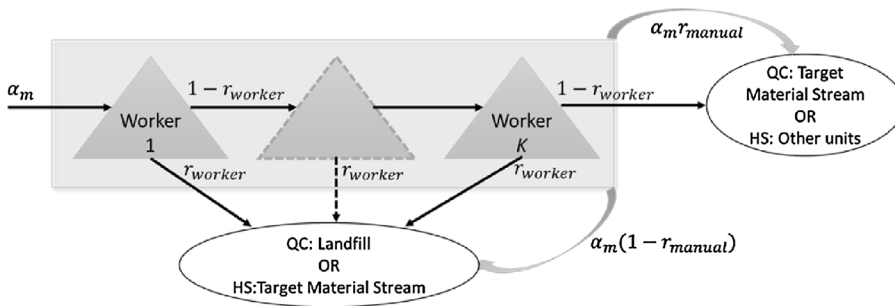 α_m r_manual
α_m
1 − r_worker
1 − r_worker
QC: Target
Material Stream
OR
HS: Other units
Worker
1
Worker
K
r_worker
r_worker
r_worker
QC: Landfill
OR
HS:Target Material Stream
α_m(1 − r_manual)